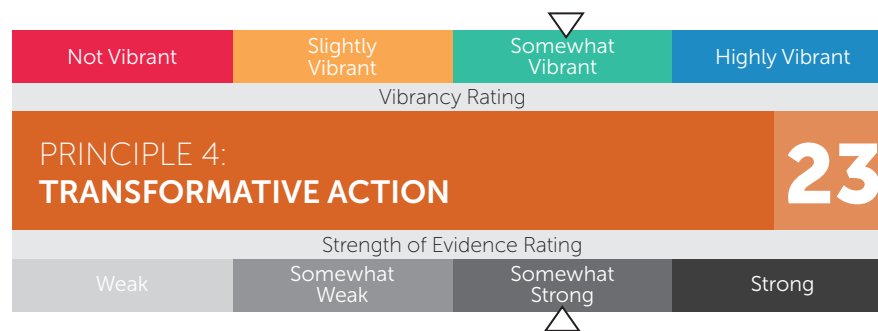 Not Vibrant
Slightly
Vibrant
Somewhat
Vibrant
Highly Vibrant
Vibrancy Rating
PRINCIPLE 4:
TRANSFORMATIVE ACTION
23
Strength of Evidence Rating
Weak
Somewhat
Weak
Somewhat
Strong
Strong